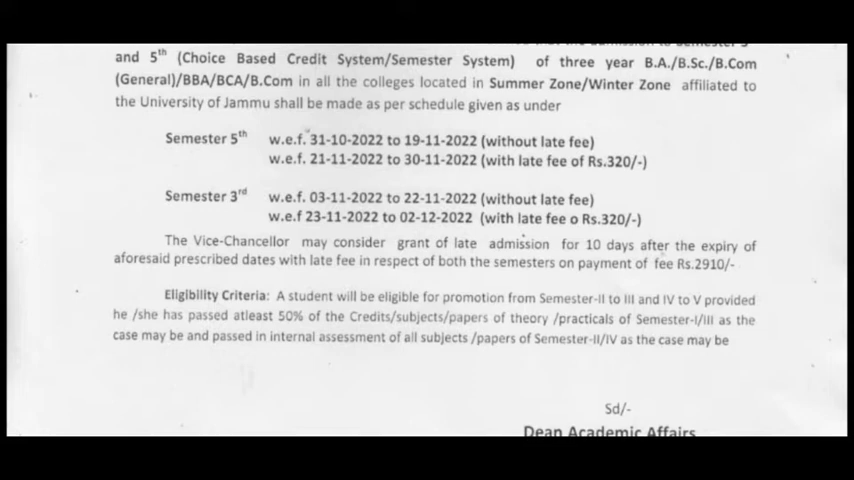 and 5th (Choice Based Credit System/Semester System) of three year B.A./B.Sc./B.Com
(General)/BBA/BCA/B.Com in all the colleges located in Summer Zone/Winter Zone affiliated to
the University of Jammu shall be made as per schedule given as under
Semester 5th w.e.f. 31-10-2022 to 19-11-2022 (without late fee)
w.e.f. 21-11-2022 to 30-11-2022 (with late fee of Rs.320/-)
Semester 3rd w.e.f. 03-11-2022 to 22-11-2022 (without late fee)
w.e.f 23-11-2022 to 02-12-2022 (with late fee o Rs.320/-)
The Vice-Chancellor may consider grant of late admission for 10 days after the expiry of
aforesaid prescribed dates with late fee in respect of both the semesters on payment of fee Rs.2910/-
Eligibility Criteria: A student will be eligible for promotion from Semester-II to III and IV to V provided
he /she has passed atleast 50% of the Credits/subjects/papers of theory /practicals of Semester-I/III as the
case may be and passed in internal assessment of all subjects /papers of Semester-II/IV as the case may be
Sd/-
Dean Academic Affairs